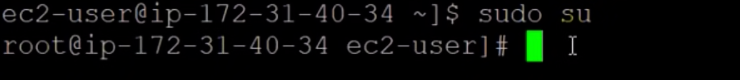 ec2-user@ip-172-31-40-34 ~]$ sudo su
root@ip-172-31-40-34 ec2-user]#